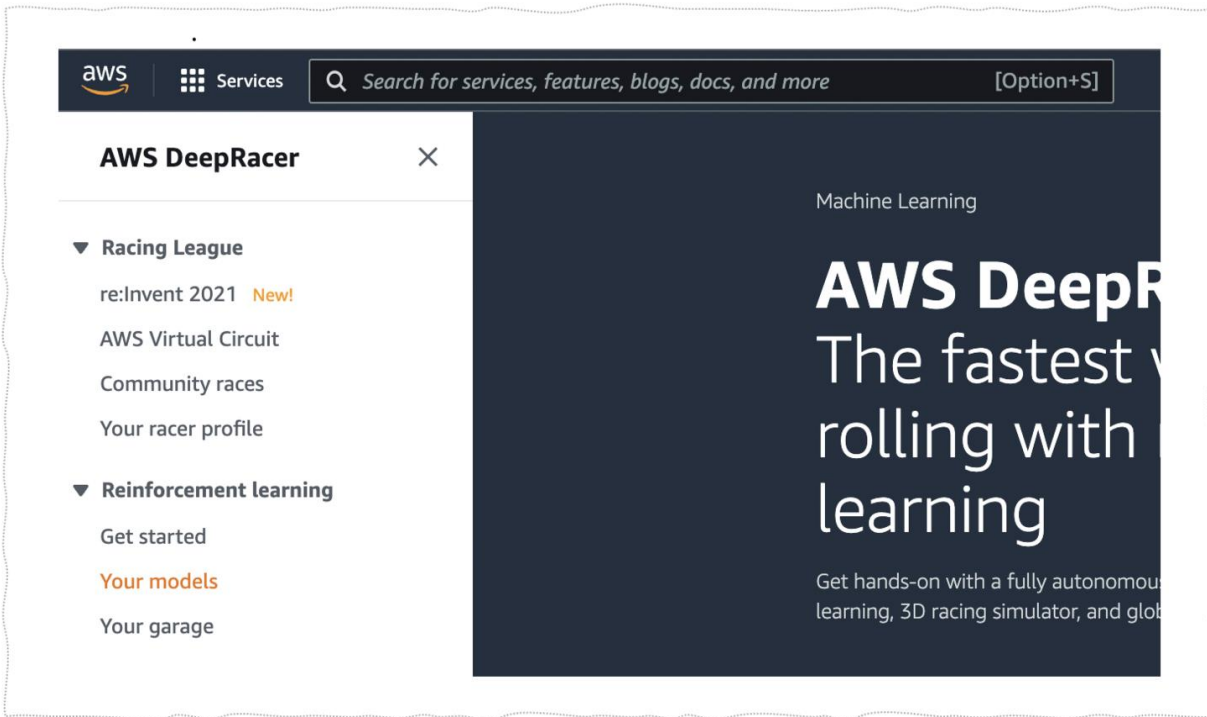 aws
Services
Search for services, features, blogs, docs, and more
[Option+S]
AWS DeepRacer
Racing League
re:Invent 2021 New!
AWS Virtual Circuit
Community races
Your racer profile
Reinforcement learning
Get started
Your models
Your garage
Machine Learning
AWS DeepR
The fastest
rolling with
learning
Get hands-on with a fully autonomou
learning, 3D racing simulator, and glob